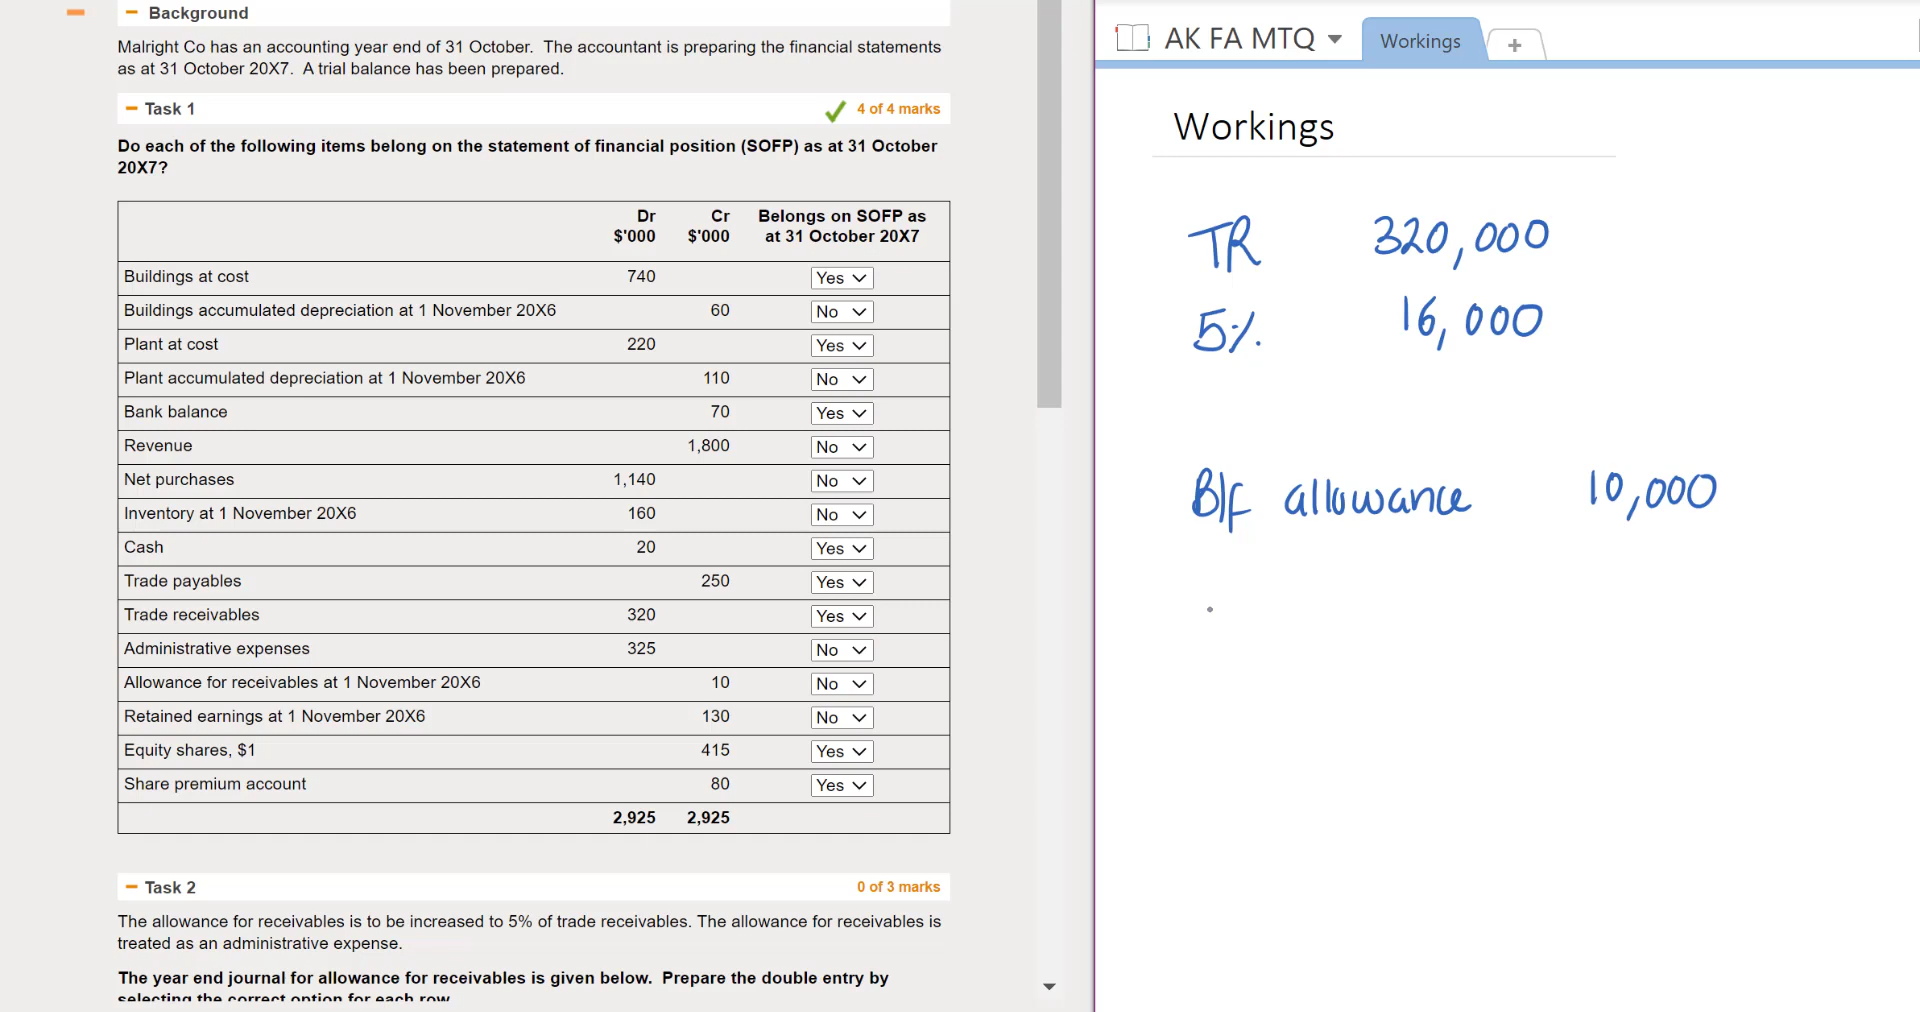 Background
Malright Co has an accounting year end of 31 October. The accountant is preparing the financial statements
as at 31 October 20X7. A trial balance has been prepared.
Task 1
4 of 4 marks
Do each of the following items belong on the statement of financial position (SOFP) as at 31 October
20X7?
Dr Cr Belongs on SOFP as
$'000 $'000 at 31 October 20X7
Buildings at cost 740 Yes
Buildings accumulated depreciation at 1 November 20X6 60 No
Plant at cost 220 Yes
Plant accumulated depreciation at 1 November 20X6 110 No
Bank balance 70 Yes
Revenue 1,800 No
Net purchases 1,140 No
Inventory at 1 November 20X6 160 No
Cash 20 Yes
Trade payables 250 Yes
Trade receivables 320 Yes
Administrative expenses 325 No
Allowance for receivables at 1 November 20X6 10 No
Retained earnings at 1 November 20X6 130 No
Equity shares, $1 415 Yes
Share premium account 80 Yes
2,925 2,925
Task 2
0 of 3 marks
The allowance for receivables is to be increased to 5% of trade receivables. The allowance for receivables is
treated as an administrative expense.
The year end journal for allowance for receivables is given below. Prepare the double entry by
selecting the correct option for each row.
AK FA MTQ
Workings
+
Workings
TR 320,000
5% 16,000
B/f allowance 10,000